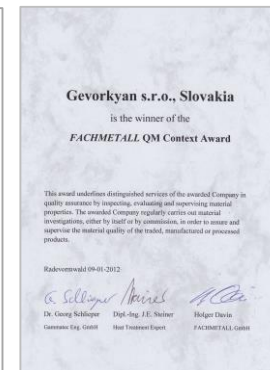 Gevorkyan s.r.o., Slovakia
is the winner of the
FACHMETALL QM Context Award
This award underlines distinguished services of the awarded Company in
quality assurance by inspecting, evaluating and supervising material
properties. The awarded Company regularly carries out material
investigations, either by itself or by commission, in order to assure and
supervise the material quality of the traded, manufactured or processed
products.
Radevormwald 09-01-2012
Dr. Georg Schlieper Dipl.-Ing. J.E. Steiner Holger Davin
Gammatec Eng. GmbH Heat Treatment Expert FACHMETALL GmbH